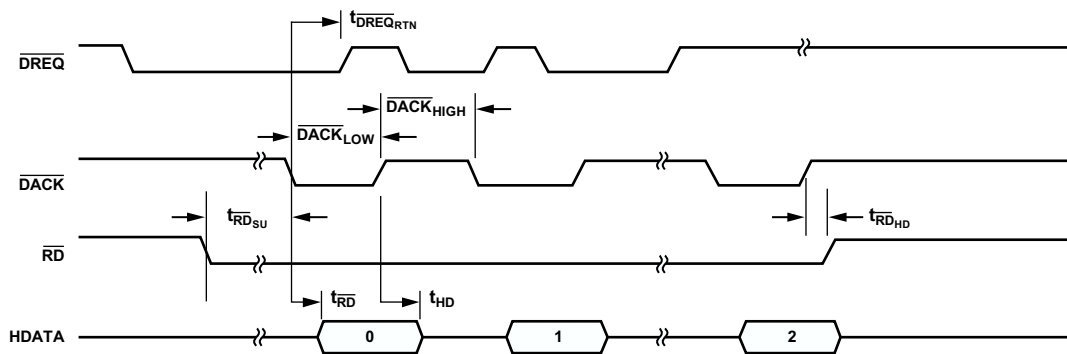 tDREQRTN
DREQ
DACKHIGH
DACKLOW
DACK
tRDSU
tRDHD
RD
tRD
tHD
HDATA
0
1
2